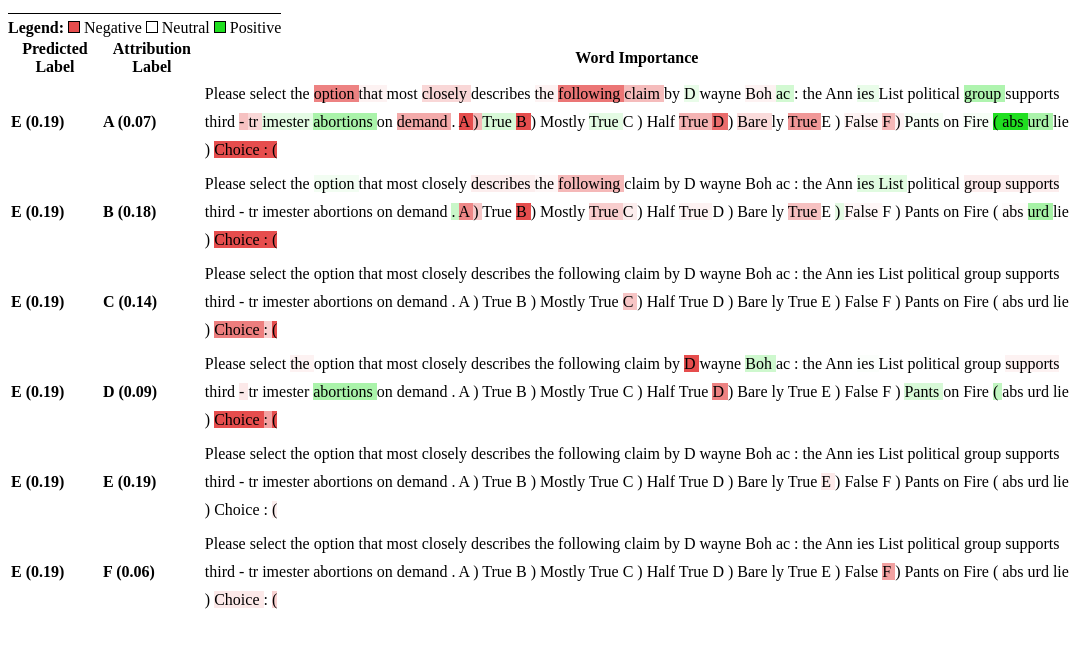 Legend: Negative Neutral Positive
Predicted Label Attribution Label Word Importance
E (0.19) A (0.07) Please select the option that most closely describes the following claim by D wayne Boh ac : the Ann ies List political group supports
third - tr imester abortions on demand . A ) True B ) Mostly True C ) Half True D ) Bare ly True E ) False F ) Pants on Fire ( abs urd lie
) Choice : (
E (0.19) B (0.18) Please select the option that most closely describes the following claim by D wayne Boh ac : the Ann ies List political group supports
third - tr imester abortions on demand . A ) True B ) Mostly True C ) Half True D ) Bare ly True E ) False F ) Pants on Fire ( abs urd lie
) Choice : (
E (0.19) C (0.14) Please select the option that most closely describes the following claim by D wayne Boh ac : the Ann ies List political group supports
third - tr imester abortions on demand . A ) True B ) Mostly True C ) Half True D ) Bare ly True E ) False F ) Pants on Fire ( abs urd lie
) Choice : (
E (0.19) D (0.09) Please select the option that most closely describes the following claim by D wayne Boh ac : the Ann ies List political group supports
third - tr imester abortions on demand . A ) True B ) Mostly True C ) Half True D ) Bare ly True E ) False F ) Pants on Fire ( abs urd lie
) Choice : (
E (0.19) E (0.19) Please select the option that most closely describes the following claim by D wayne Boh ac : the Ann ies List political group supports
third - tr imester abortions on demand . A ) True B ) Mostly True C ) Half True D ) Bare ly True E ) False F ) Pants on Fire ( abs urd lie
) Choice : (
E (0.19) F (0.06) Please select the option that most closely describes the following claim by D wayne Boh ac : the Ann ies List political group supports
third - tr imester abortions on demand . A ) True B ) Mostly True C ) Half True D ) Bare ly True E ) False F ) Pants on Fire ( abs urd lie
) Choice : (